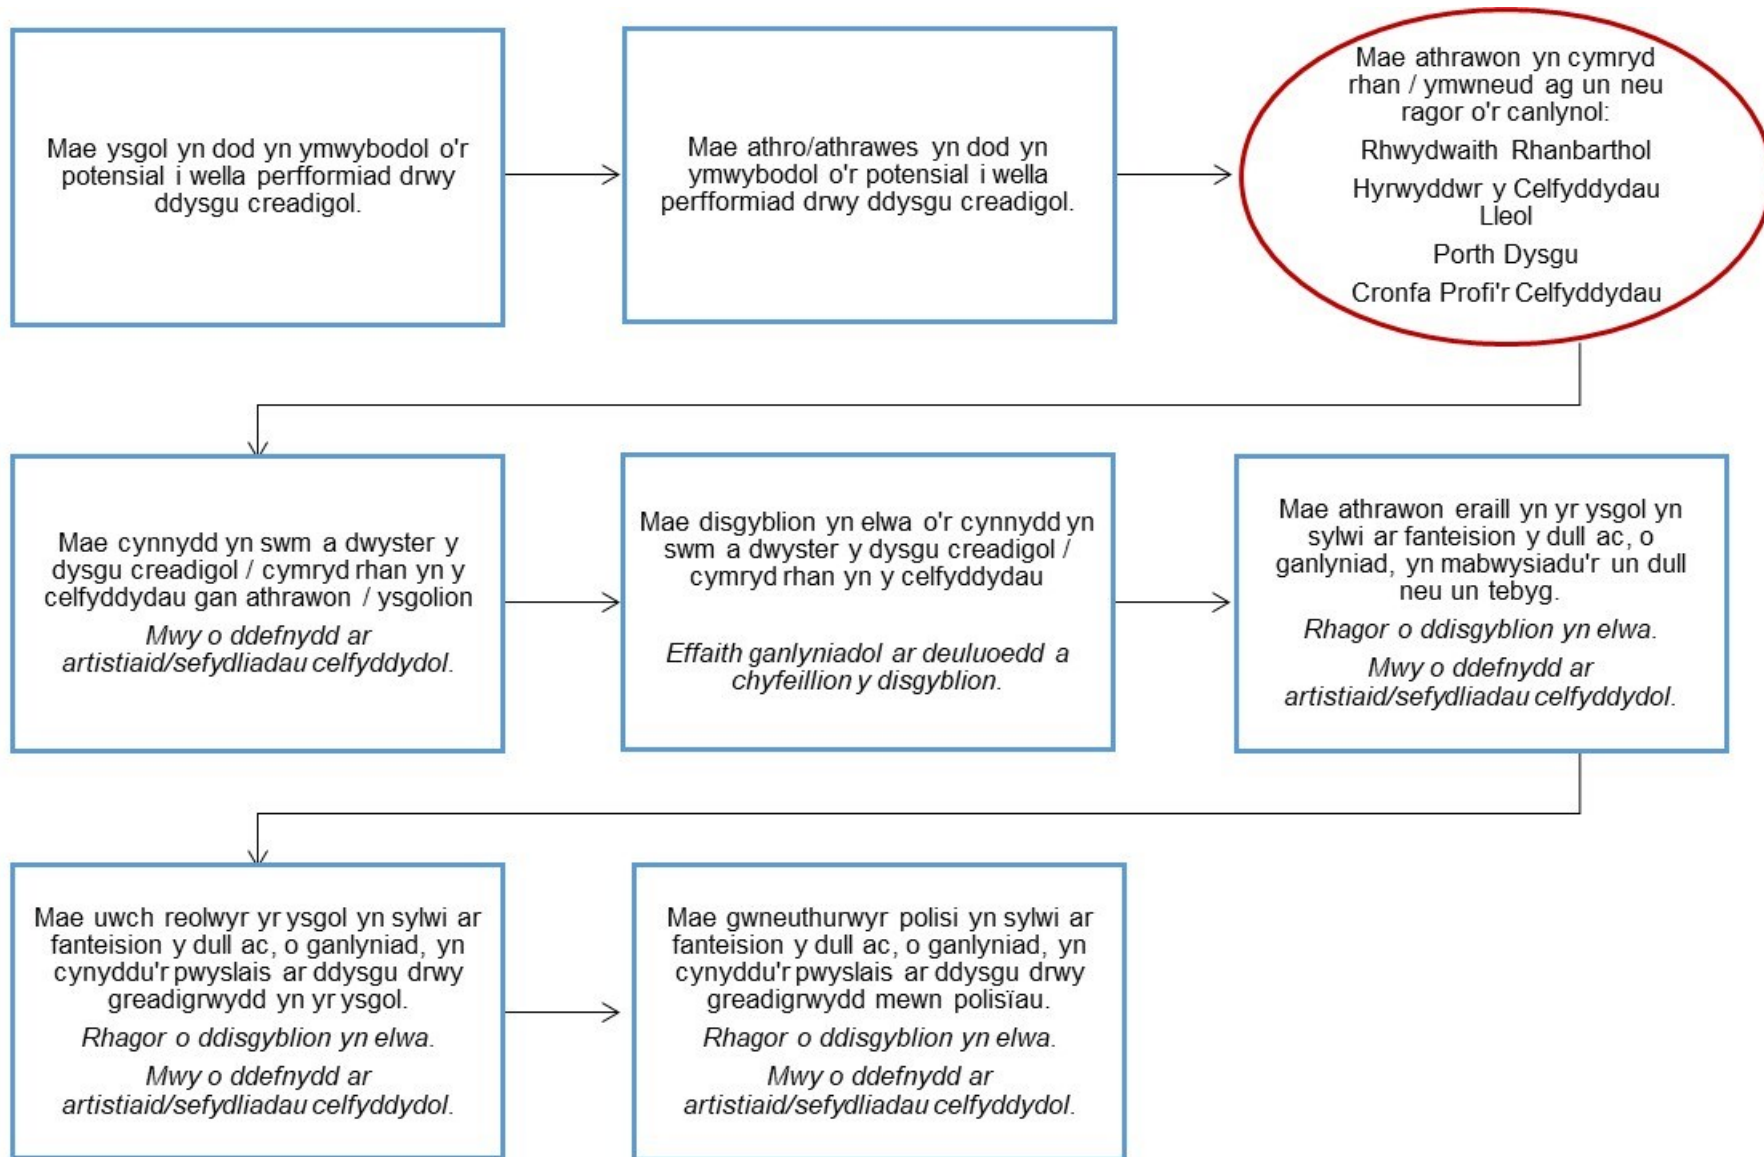 Mae ysgol yn dod yn ymwybodol o'r
potensial i wella perfformiad drwy
ddysgu creadigol.
Mae athro/athrawes yn dod yn
ymwybodol o'r potensial i wella
perfformiad drwy ddysgu creadigol.
Mae athrawon yn cymryd
rhan / ymwneud ag un neu
ragor o'r canlynol:
Rhwydwaith Rhanbarthol
Hyrwyddwr y Celfyddydau
Lleol
Porth Dysgu
Cronfa Profi'r Celfyddydau
Mae cynnydd yn swm a dwyster y
dysgu creadigol / cymryd rhan yn y
celfyddydau gan athrawon / ysgolion
Mwy o ddefnydd ar
artistiaid/sefydliadau celfyddydol.
Mae disgyblion yn elwa o'r cynnydd yn
swm a dwyster y dysgu creadigol /
cymryd rhan yn y celfyddydau
Effaith ganlyniadol ar deuluoedd a
chyfeillion y disgyblion.
Mae athrawon eraill yn yr ysgol yn
sylwi ar fanteision y dull ac, o
ganlyniad, yn mabwysiadu'r un dull
neu un tebyg.
Rhagor o ddisgyblion yn elwa.
Mwy o ddefnydd ar
artistiaid/sefydliadau celfyddydol.
Mae uwch reolwyr yr ysgol yn sylwi ar
fanteision y dull ac, o ganlyniad, yn
cynyddu'r pwyslais ar ddysgu drwy
greadigrwydd yn yr ysgol.
Rhagor o ddisgyblion yn elwa.
Mwy o ddefnydd ar
artistiaid/sefydliadau celfyddydol.
Mae gwneuthurwyr polisi yn sylwi ar
fanteision y dull ac, o ganlyniad, yn
cynyddu'r pwyslais ar ddysgu drwy
greadigrwydd mewn polisïau.
Rhagor o ddisgyblion yn elwa.
Mwy o ddefnydd ar
artistiaid/sefydliadau celfyddydol.